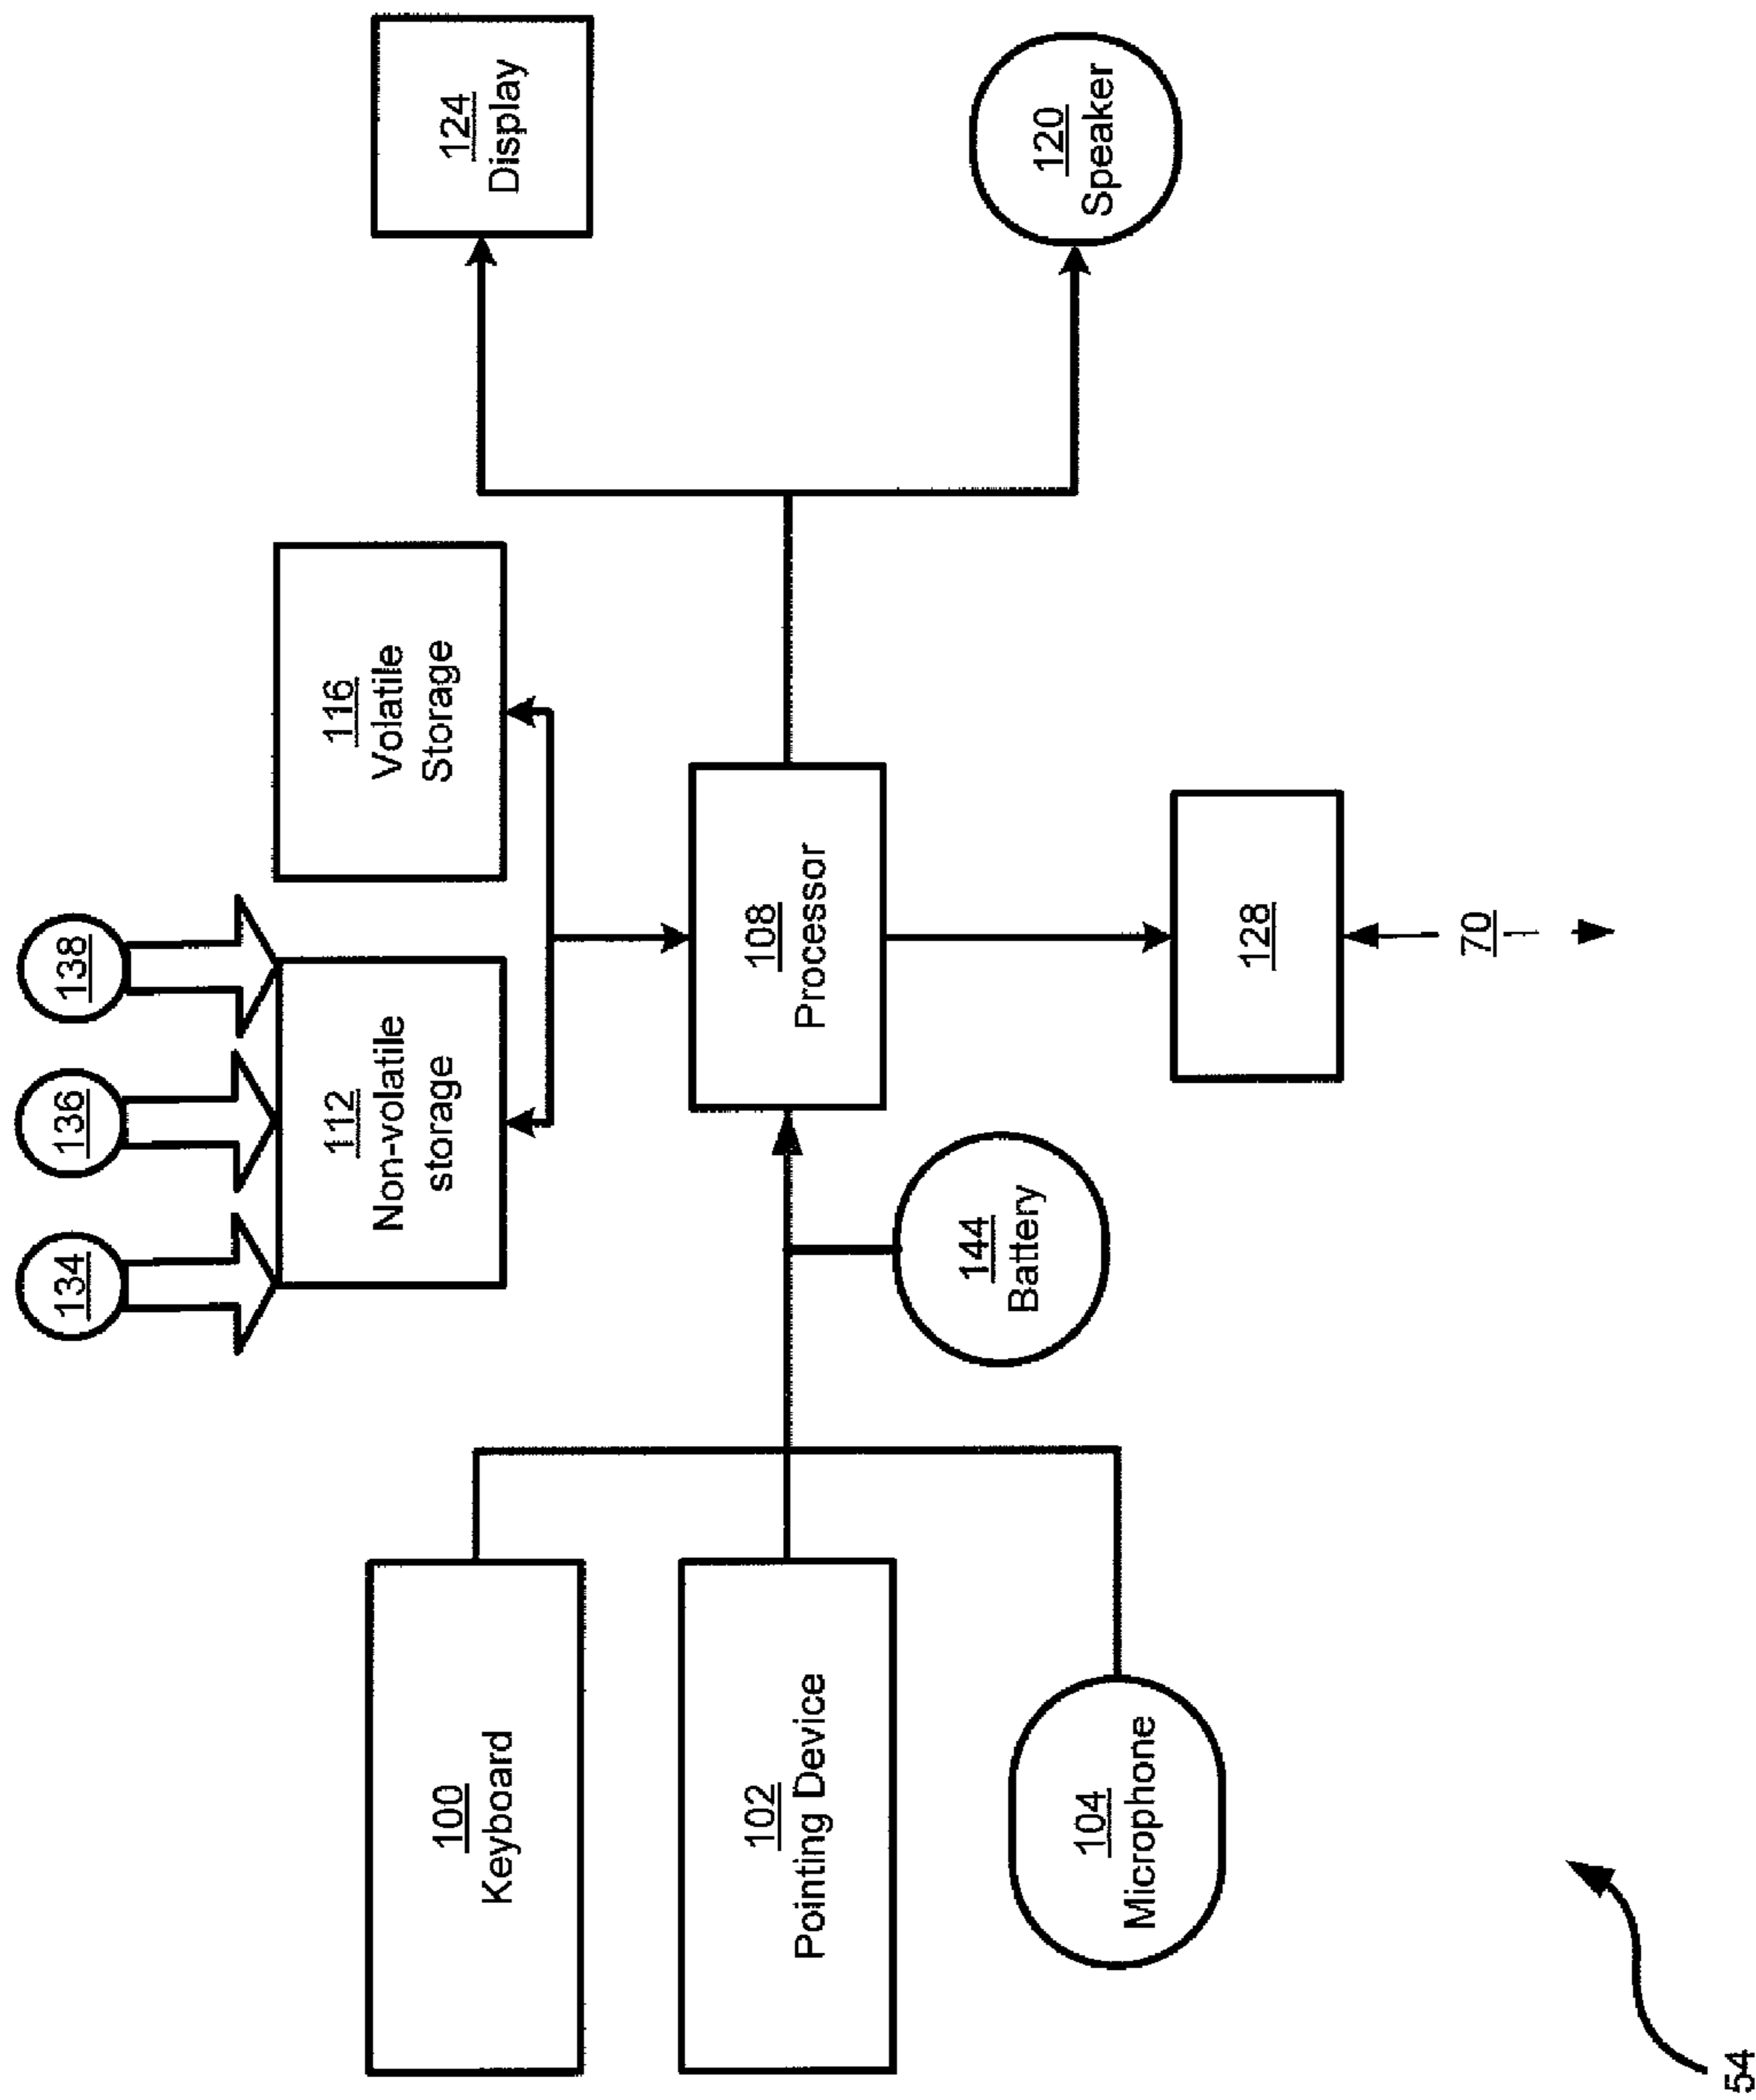 134
136
138
112
Non-volatile
storage
116
Volatile
Storage
124
Display
100
Keyboard
102
Pointing Device
108
Processor
144
Battery
104
Microphone
120
Speaker
128
70
54